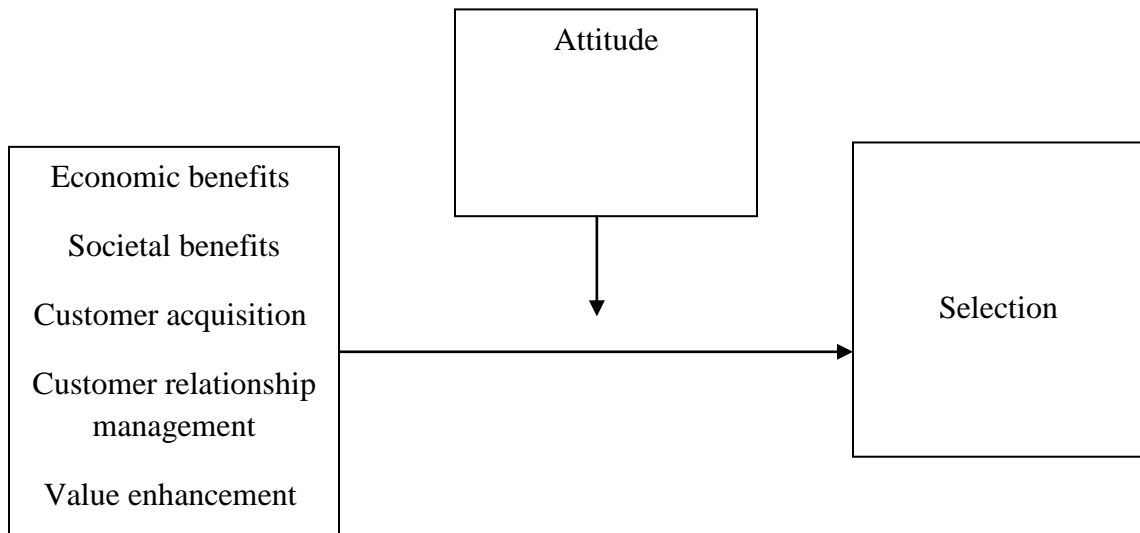 Attitude
Economic benefits
Societal benefits
Customer acquisition
Customer relationship
management
Value enhancement
Selection